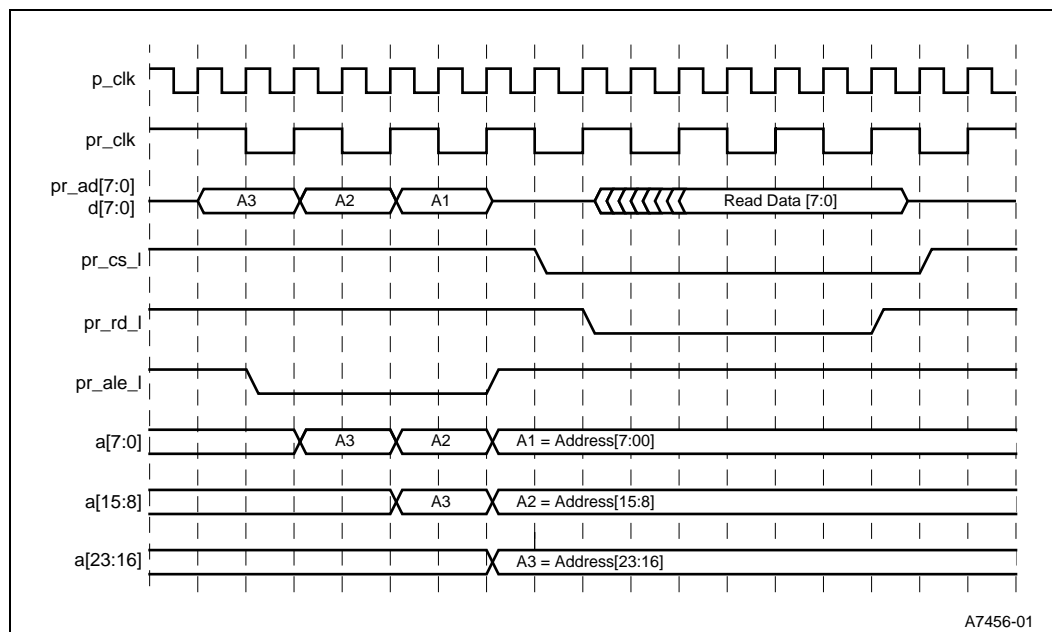 p_clk
pr_clk
pr_ad[7:0]
d[7:0]
A3 A2 A1 Read Data [7:0]
pr_cs_l
pr_rd_l
pr_ale_l
a[7:0] A3 A2 A1 = Address[7:00]
a[15:8] A3 A2 = Address[15:8]
a[23:16] A3 = Address[23:16]
A7456-01